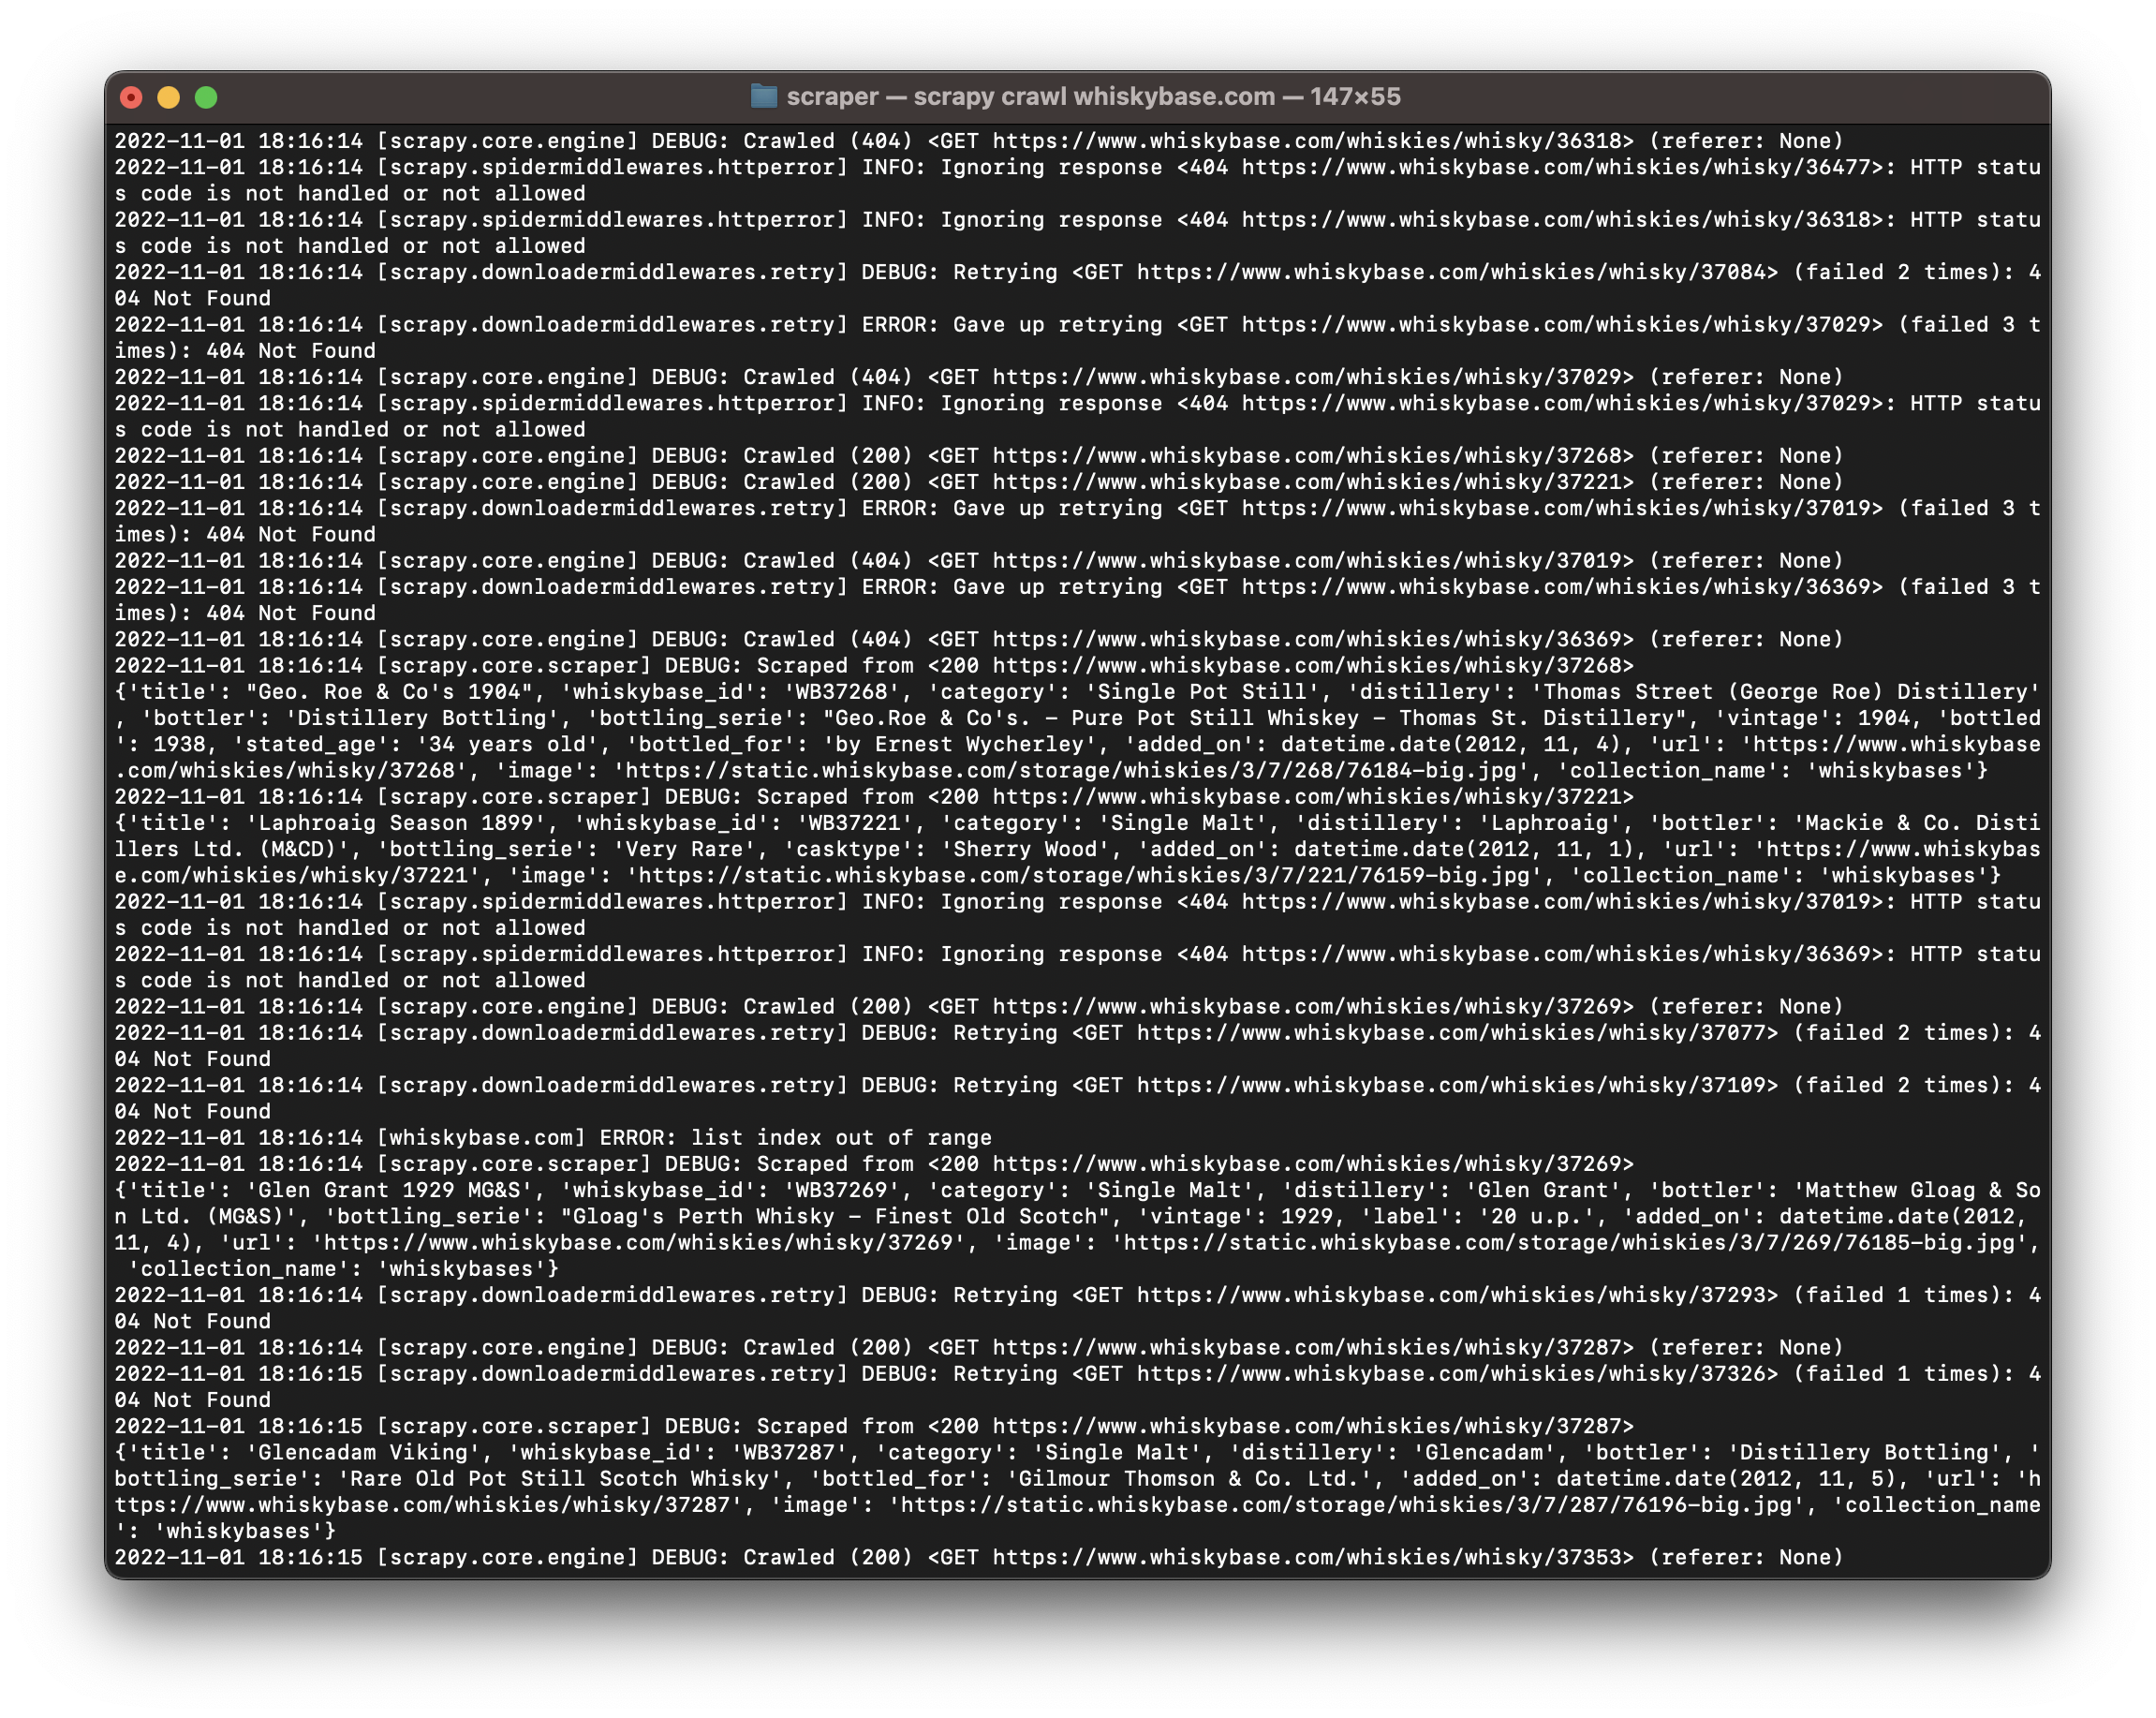 scraper — scrapy crawl whiskybase.com — 147×55
2022-11-01 18:16:14 [scrapy.core.engine] DEBUG: Crawled (404) <GET https://www.whiskybase.com/whiskies/whisky/36318> (referer: None)
2022-11-01 18:16:14 [scrapy.spidermiddlewares.httperror] INFO: Ignoring response <404 https://www.whiskybase.com/whiskies/whisky/36477>: HTTP statu
s code is not handled or not allowed
2022-11-01 18:16:14 [scrapy.spidermiddlewares.httperror] INFO: Ignoring response <404 https://www.whiskybase.com/whiskies/whisky/36318>: HTTP statu
s code is not handled or not allowed
2022-11-01 18:16:14 [scrapy.downloadermiddlewares.retry] DEBUG: Retrying <GET https://www.whiskybase.com/whiskies/whisky/37084> (failed 2 times): 4
04 Not Found
2022-11-01 18:16:14 [scrapy.downloadermiddlewares.retry] ERROR: Gave up retrying <GET https://www.whiskybase.com/whiskies/whisky/37029> (failed 3 t
imes): 404 Not Found
2022-11-01 18:16:14 [scrapy.core.engine] DEBUG: Crawled (404) <GET https://www.whiskybase.com/whiskies/whisky/37029> (referer: None)
2022-11-01 18:16:14 [scrapy.spidermiddlewares.httperror] INFO: Ignoring response <404 https://www.whiskybase.com/whiskies/whisky/37029>: HTTP statu
s code is not handled or not allowed
2022-11-01 18:16:14 [scrapy.core.engine] DEBUG: Crawled (200) <GET https://www.whiskybase.com/whiskies/whisky/37268> (referer: None)
2022-11-01 18:16:14 [scrapy.core.engine] DEBUG: Crawled (200) <GET https://www.whiskybase.com/whiskies/whisky/37221> (referer: None)
2022-11-01 18:16:14 [scrapy.downloadermiddlewares.retry] ERROR: Gave up retrying <GET https://www.whiskybase.com/whiskies/whisky/37019> (failed 3 t
imes): 404 Not Found
2022-11-01 18:16:14 [scrapy.core.engine] DEBUG: Crawled (404) <GET https://www.whiskybase.com/whiskies/whisky/37019> (referer: None)
2022-11-01 18:16:14 [scrapy.downloadermiddlewares.retry] ERROR: Gave up retrying <GET https://www.whiskybase.com/whiskies/whisky/36369> (failed 3 t
imes): 404 Not Found
2022-11-01 18:16:14 [scrapy.core.engine] DEBUG: Crawled (404) <GET https://www.whiskybase.com/whiskies/whisky/36369> (referer: None)
2022-11-01 18:16:14 [scrapy.core.scraper] DEBUG: Scraped from <200 https://www.whiskybase.com/whiskies/whisky/37268>
{'title': "Geo. Roe & Co's 1904", 'whiskybase_id': 'WB37268', 'category': 'Single Pot Still', 'distillery': 'Thomas Street (George Roe) Distillery'
, 'bottler': 'Distillery Bottling', 'bottling_serie': "Geo.Roe & Co's. – Pure Pot Still Whiskey – Thomas St. Distillery", 'vintage': 1904, 'bottled
': 1938, 'stated_age': '34 years old', 'bottled_for': 'by Ernest Wycherley', 'added_on': datetime.date(2012, 11, 4), 'url': 'https://www.whiskybase
.com/whiskies/whisky/37268', 'image': 'https://static.whiskybase.com/storage/whiskies/3/7/268/76184-big.jpg', 'collection_name': 'whiskybases'}
2022-11-01 18:16:14 [scrapy.core.scraper] DEBUG: Scraped from <200 https://www.whiskybase.com/whiskies/whisky/37221>
{'title': 'Laphroaig Season 1899', 'whiskybase_id': 'WB37221', 'category': 'Single Malt', 'distillery': 'Laphroaig', 'bottler': 'Mackie & Co. Disti
llers Ltd. (M&CD)', 'bottling_serie': 'Very Rare', 'casktype': 'Sherry Wood', 'added_on': datetime.date(2012, 11, 1), 'url': 'https://www.whiskybas
e.com/whiskies/whisky/37221', 'image': 'https://static.whiskybase.com/storage/whiskies/3/7/221/76159-big.jpg', 'collection_name': 'whiskybases'}
2022-11-01 18:16:14 [scrapy.spidermiddlewares.httperror] INFO: Ignoring response <404 https://www.whiskybase.com/whiskies/whisky/37019>: HTTP statu
s code is not handled or not allowed
2022-11-01 18:16:14 [scrapy.spidermiddlewares.httperror] INFO: Ignoring response <404 https://www.whiskybase.com/whiskies/whisky/36369>: HTTP statu
s code is not handled or not allowed
2022-11-01 18:16:14 [scrapy.core.engine] DEBUG: Crawled (200) <GET https://www.whiskybase.com/whiskies/whisky/37269> (referer: None)
2022-11-01 18:16:14 [scrapy.downloadermiddlewares.retry] DEBUG: Retrying <GET https://www.whiskybase.com/whiskies/whisky/37077> (failed 2 times): 4
04 Not Found
2022-11-01 18:16:14 [scrapy.downloadermiddlewares.retry] DEBUG: Retrying <GET https://www.whiskybase.com/whiskies/whisky/37109> (failed 2 times): 4
04 Not Found
2022-11-01 18:16:14 [whiskybase.com] ERROR: list index out of range
2022-11-01 18:16:14 [scrapy.core.scraper] DEBUG: Scraped from <200 https://www.whiskybase.com/whiskies/whisky/37269>
{'title': 'Glen Grant 1929 MG&S', 'whiskybase_id': 'WB37269', 'category': 'Single Malt', 'distillery': 'Glen Grant', 'bottler': 'Matthew Gloag & So
n Ltd. (MG&S)', 'bottling_serie': "Gloag's Perth Whisky – Finest Old Scotch", 'vintage': 1929, 'label': '20 u.p.', 'added_on': datetime.date(2012,
11, 4), 'url': 'https://www.whiskybase.com/whiskies/whisky/37269', 'image': 'https://static.whiskybase.com/storage/whiskies/3/7/269/76185-big.jpg',
 'collection_name': 'whiskybases'}
2022-11-01 18:16:14 [scrapy.downloadermiddlewares.retry] DEBUG: Retrying <GET https://www.whiskybase.com/whiskies/whisky/37293> (failed 1 times): 4
04 Not Found
2022-11-01 18:16:14 [scrapy.core.engine] DEBUG: Crawled (200) <GET https://www.whiskybase.com/whiskies/whisky/37287> (referer: None)
2022-11-01 18:16:15 [scrapy.downloadermiddlewares.retry] DEBUG: Retrying <GET https://www.whiskybase.com/whiskies/whisky/37326> (failed 1 times): 4
04 Not Found
2022-11-01 18:16:15 [scrapy.core.scraper] DEBUG: Scraped from <200 https://www.whiskybase.com/whiskies/whisky/37287>
{'title': 'Glencadam Viking', 'whiskybase_id': 'WB37287', 'category': 'Single Malt', 'distillery': 'Glencadam', 'bottler': 'Distillery Bottling', '
bottling_serie': 'Rare Old Pot Still Scotch Whisky', 'bottled_for': 'Gilmour Thomson & Co. Ltd.', 'added_on': datetime.date(2012, 11, 5), 'url': 'h
ttps://www.whiskybase.com/whiskies/whisky/37287', 'image': 'https://static.whiskybase.com/storage/whiskies/3/7/287/76196-big.jpg', 'collection_name
': 'whiskybases'}
2022-11-01 18:16:15 [scrapy.core.engine] DEBUG: Crawled (200) <GET https://www.whiskybase.com/whiskies/whisky/37353> (referer: None)